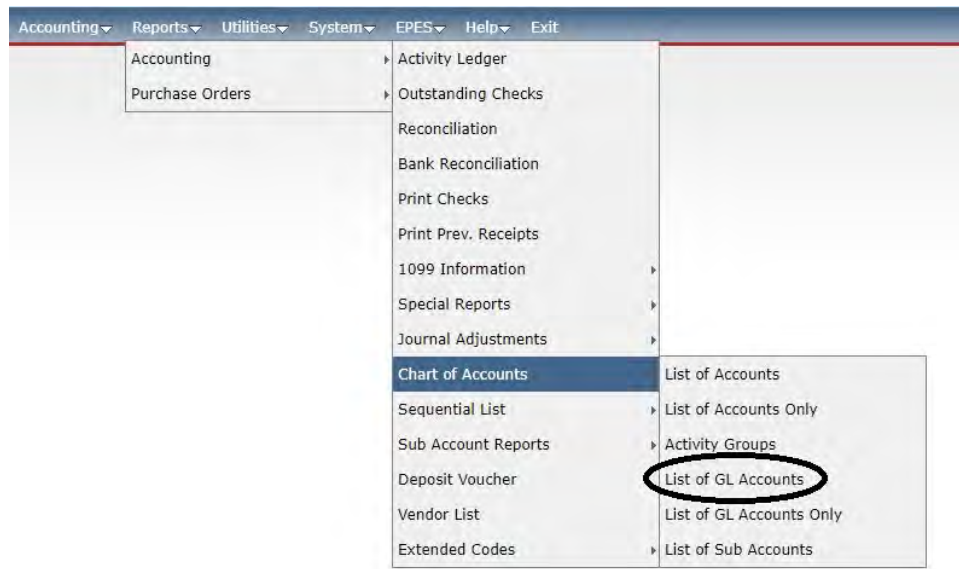 Accounting Reports Utilities System EPES Help Exit
Accounting
Purchase Orders
Activity Ledger
Outstanding Checks
Reconciliation
Bank Reconciliation
Print Checks
Print Prev. Receipts
1099 Information
Special Reports
Journal Adjustments
Chart of Accounts
Sequential List
Sub Account Reports
Deposit Voucher
Vendor List
Extended Codes
List of Accounts
List of Accounts Only
Activity Groups
List of GL Accounts
List of GL Accounts Only
List of Sub Accounts